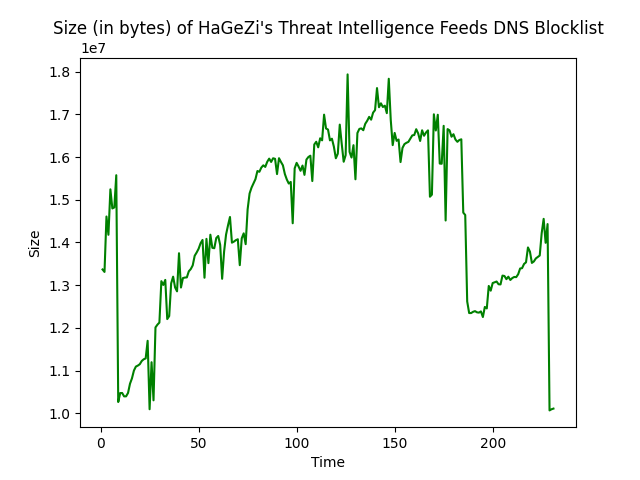 Size (in bytes) of HaGeZi's Threat Intelligence Feeds DNS Blocklist
1e7
1.8
1.7
1.6
1.5
1.4
1.3
1.2
1.1
1.0
Size
0 50 100 150 200
Time